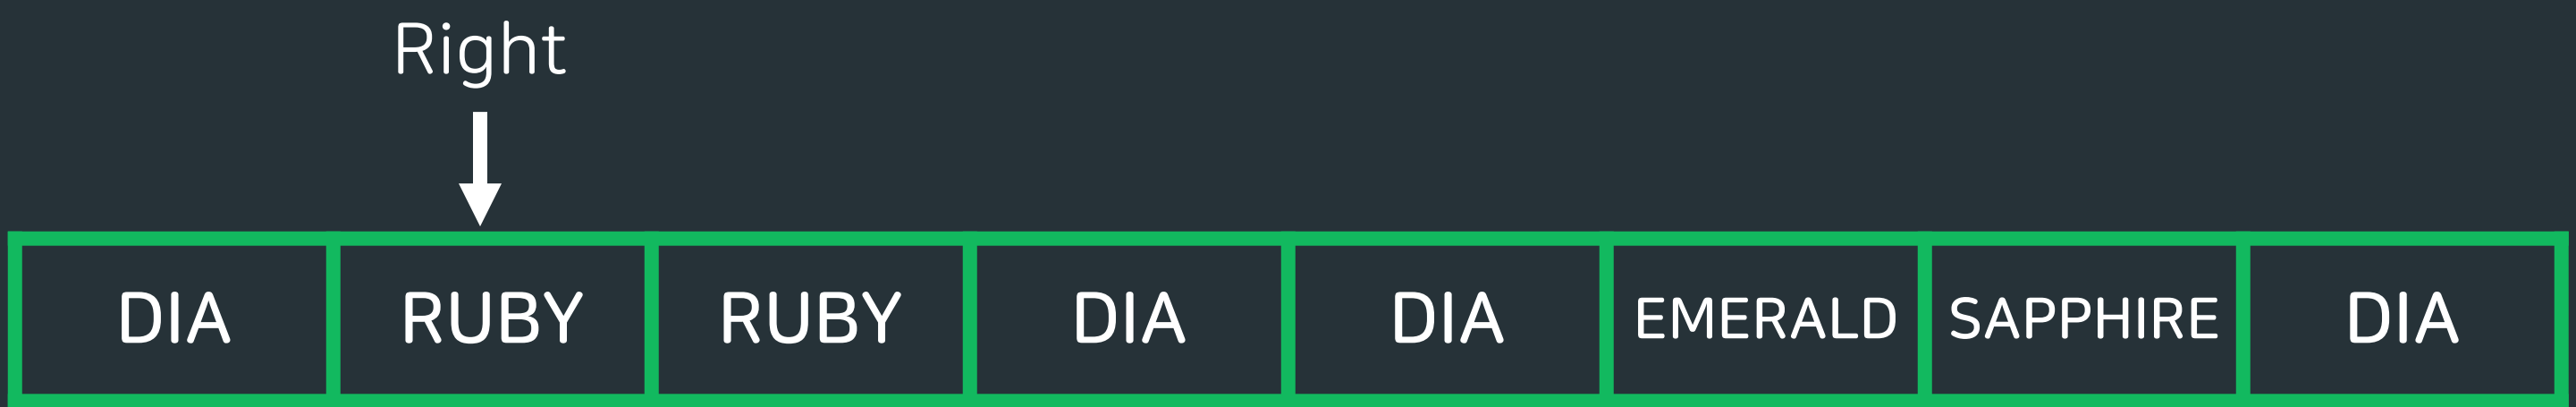 Right
DIA RUBY RUBY DIA DIA EMERALD SAPPHIRE DIA